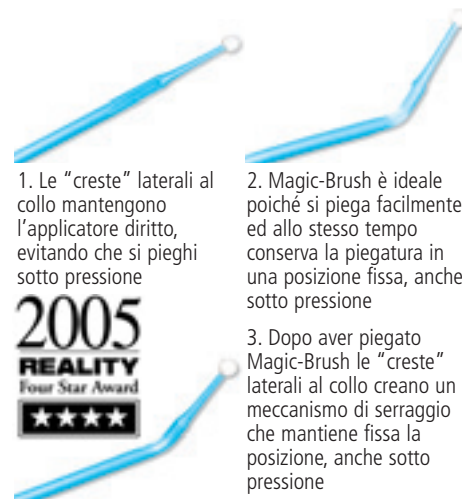 1. Le “creste” laterali al
collo mantengono
l’applicatore diritto,
evitando che si pieghi
sotto pressione
2. Magic-Brush è ideale
poiché si piega facilmente
ed allo stesso tempo
conserva la piegatura in
una posizione fissa, anche
sotto pressione
2005
REALITY
Four Star Award
3. Dopo aver piegato
Magic-Brush le “creste”
laterali al collo creano un
meccanismo di serraggio
che mantiene fissa la
posizione, anche sotto
pressione